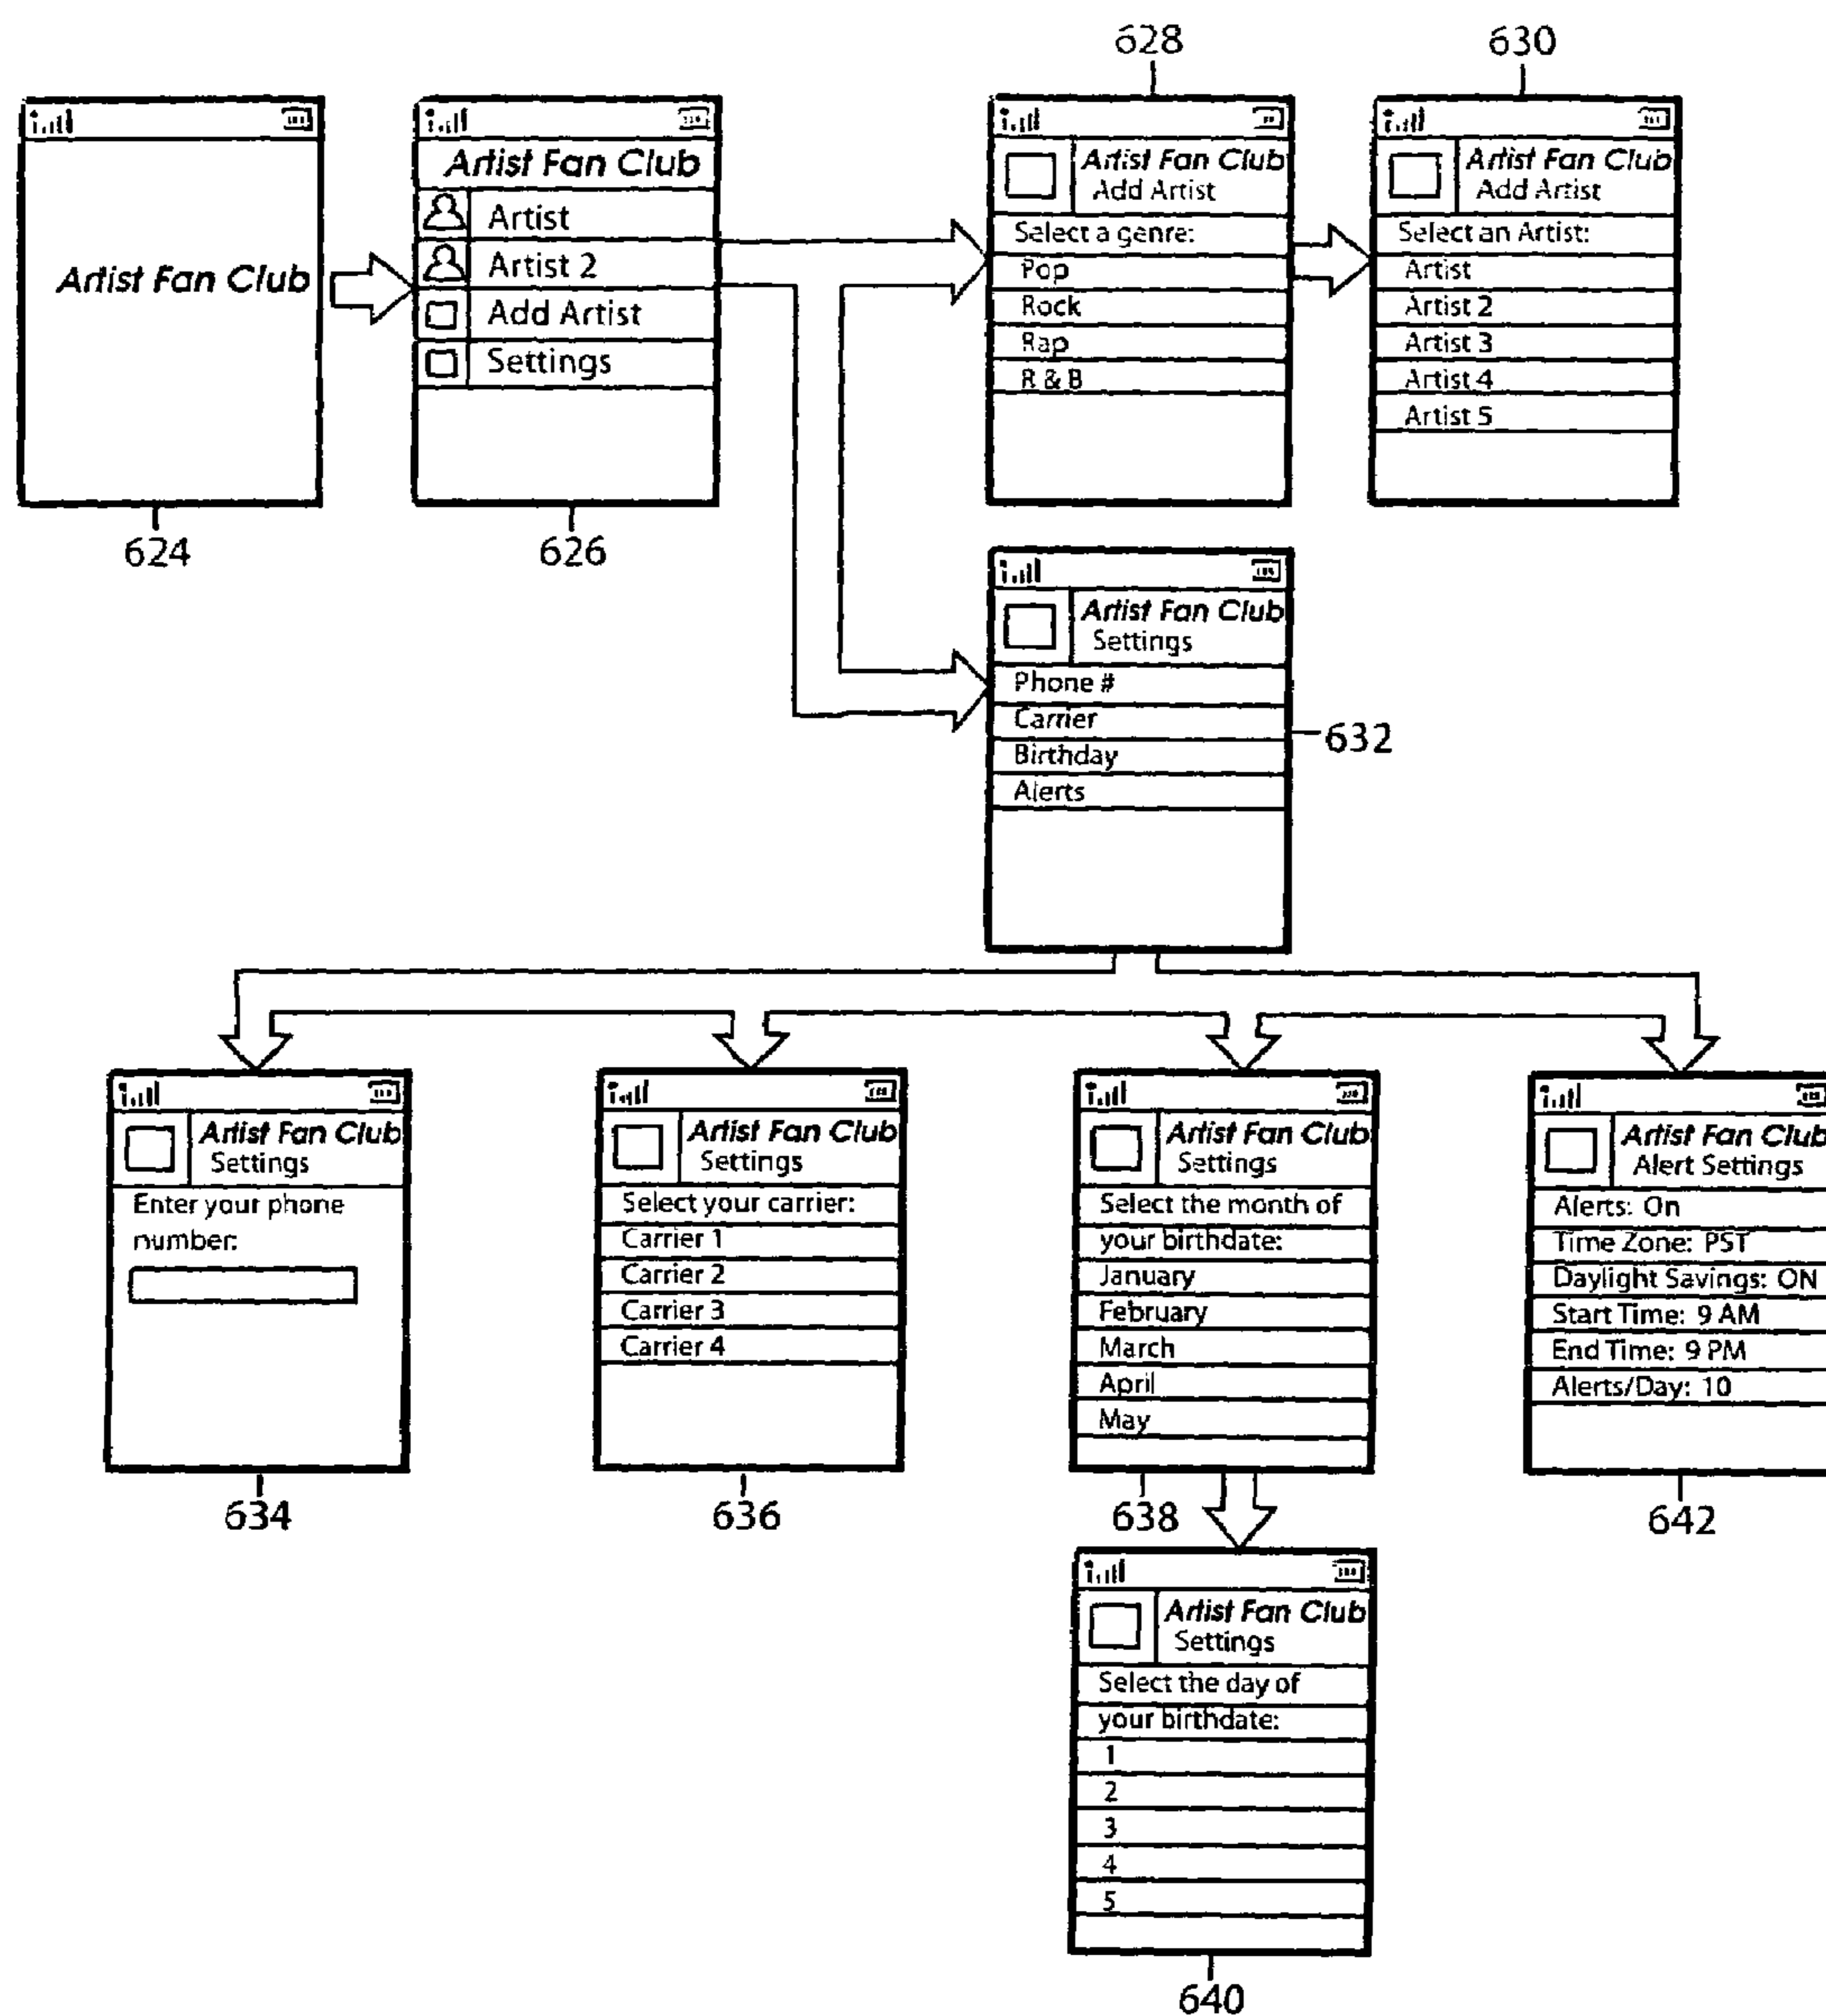 628
630
Artist Fan Club
624
Artist Fan Club
Artist
Artist 2
Add Artist
Settings
626
Artist Fan Club
Add Artist
Select a genre:
Pop
Rock
Rap
R & B
Artist Fan Club
Add Artist
Select an Artist:
Artist
Artist 2
Artist 3
Artist 4
Artist 5
Artist Fan Club
Settings
Phone #
Carrier
Birthday
Alerts
632
Artist Fan Club
Settings
Enter your phone
number:
634
Artist Fan Club
Settings
Select your carrier:
Carrier 1
Carrier 2
Carrier 3
Carrier 4
636
Artist Fan Club
Settings
Select the month of
your birthdate:
January
February
March
April
May
638
Artist Fan Club
Alert Settings
Alerts: On
Time Zone: PST
Daylight Savings: ON
Start Time: 9 AM
End Time: 9 PM
Alerts/Day: 10
642
Artist Fan Club
Settings
Select the day of
your birthdate:
1
2
3
4
5
640